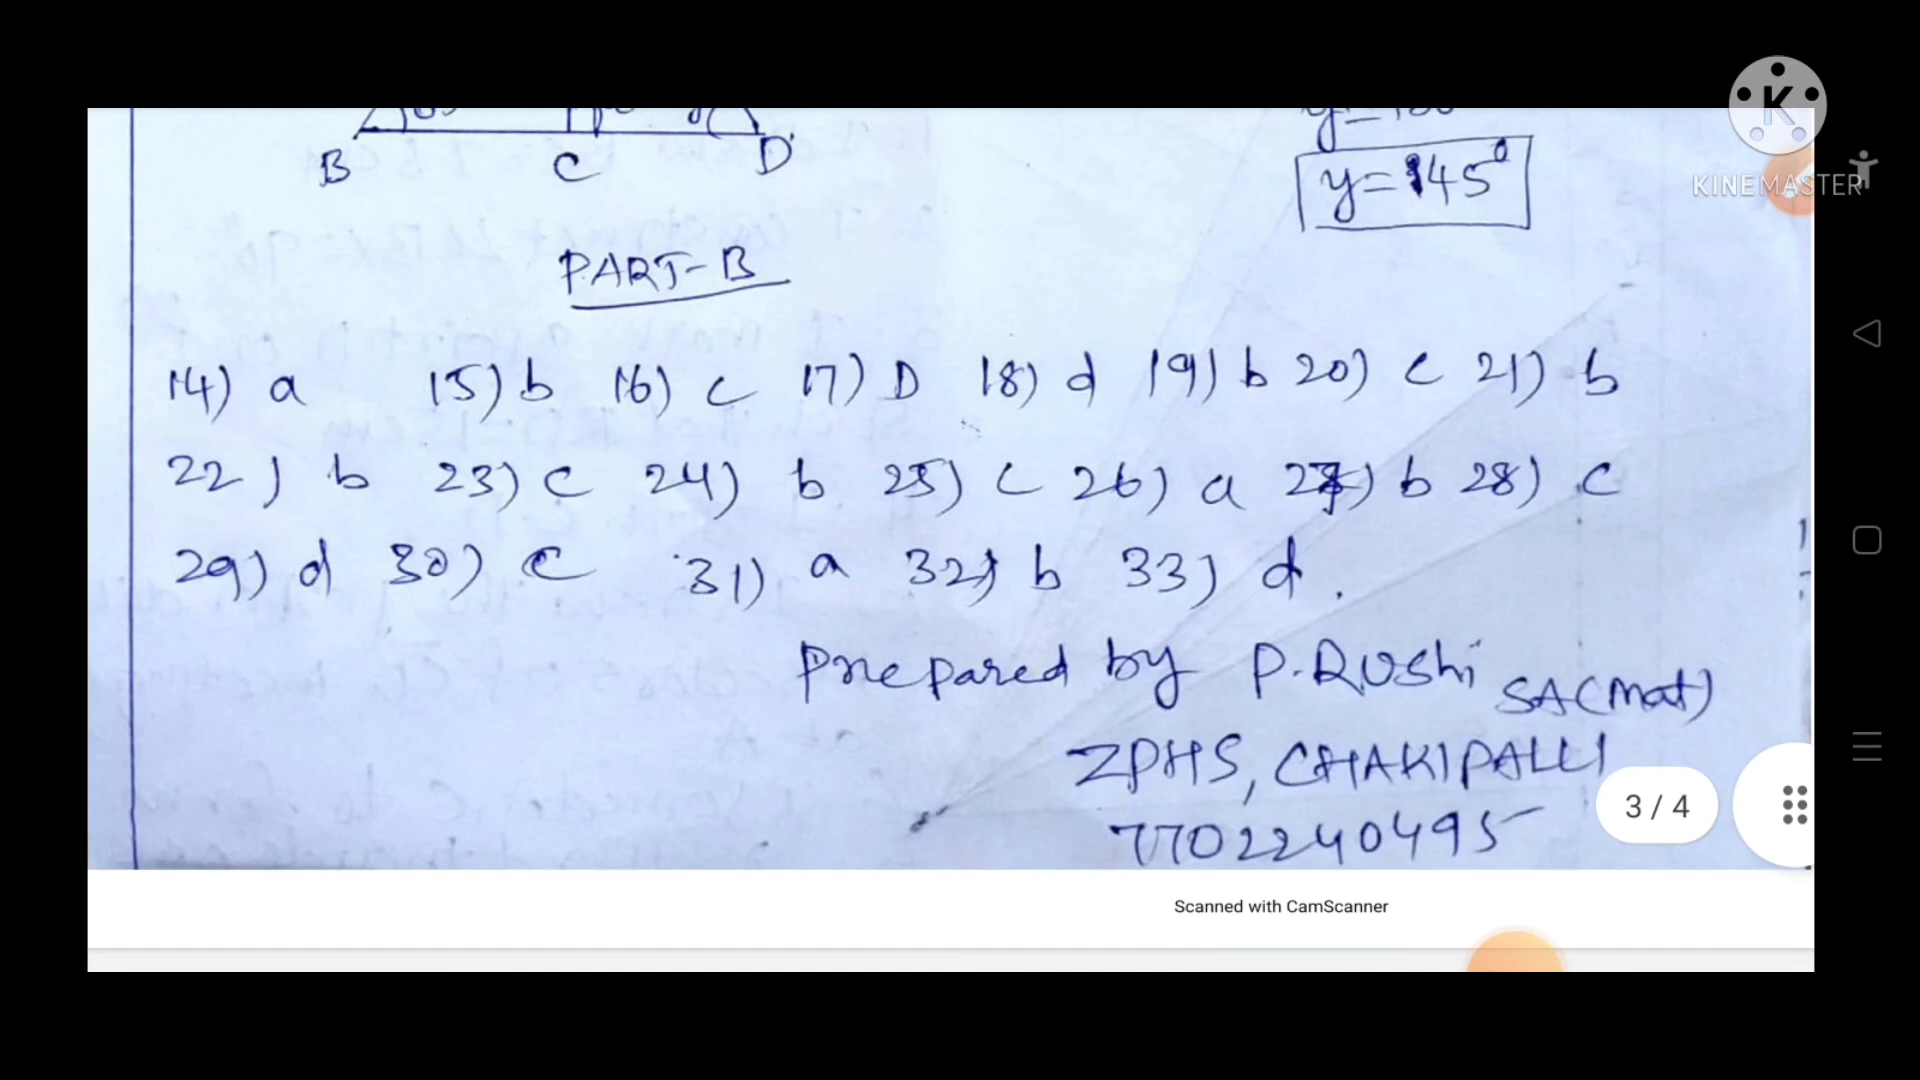 B C D
y=145°
PART-B
14) a 15) b 16) c 17) D 18) d 19) b 20) c 21) b
22) b 23) c 24) b 25) c 26) a 27) b 28) c
29) d 30) c 31) a 32) b 33) d.
Prepared by P.Rushi SA(Mat)
ZPHS, CHAKIPALLI
7702240495
Scanned with CamScanner
3 / 4
K
KINEMASTER